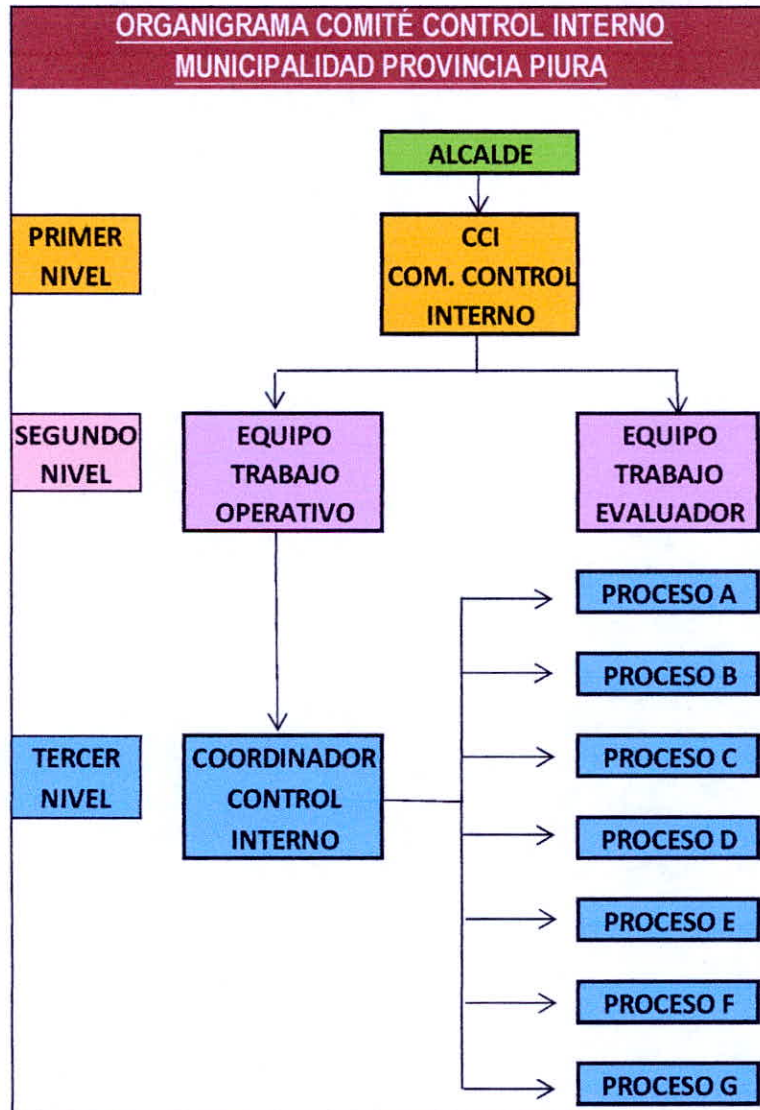 ORGANIGRAMA COMITÉ CONTROL INTERNO
MUNICIPALIDAD PROVINCIA PIURA
ALCALDE
PRIMER
NIVEL
CCI
COM. CONTROL
INTERNO
SEGUNDO
NIVEL
EQUIPO
TRABAJO
OPERATIVO
EQUIPO
TRABAJO
EVALUADOR
PROCESO A
PROCESO B
TERCER
NIVEL
COORDINADOR
CONTROL
INTERNO
PROCESO C
PROCESO D
PROCESO E
PROCESO F
PROCESO G